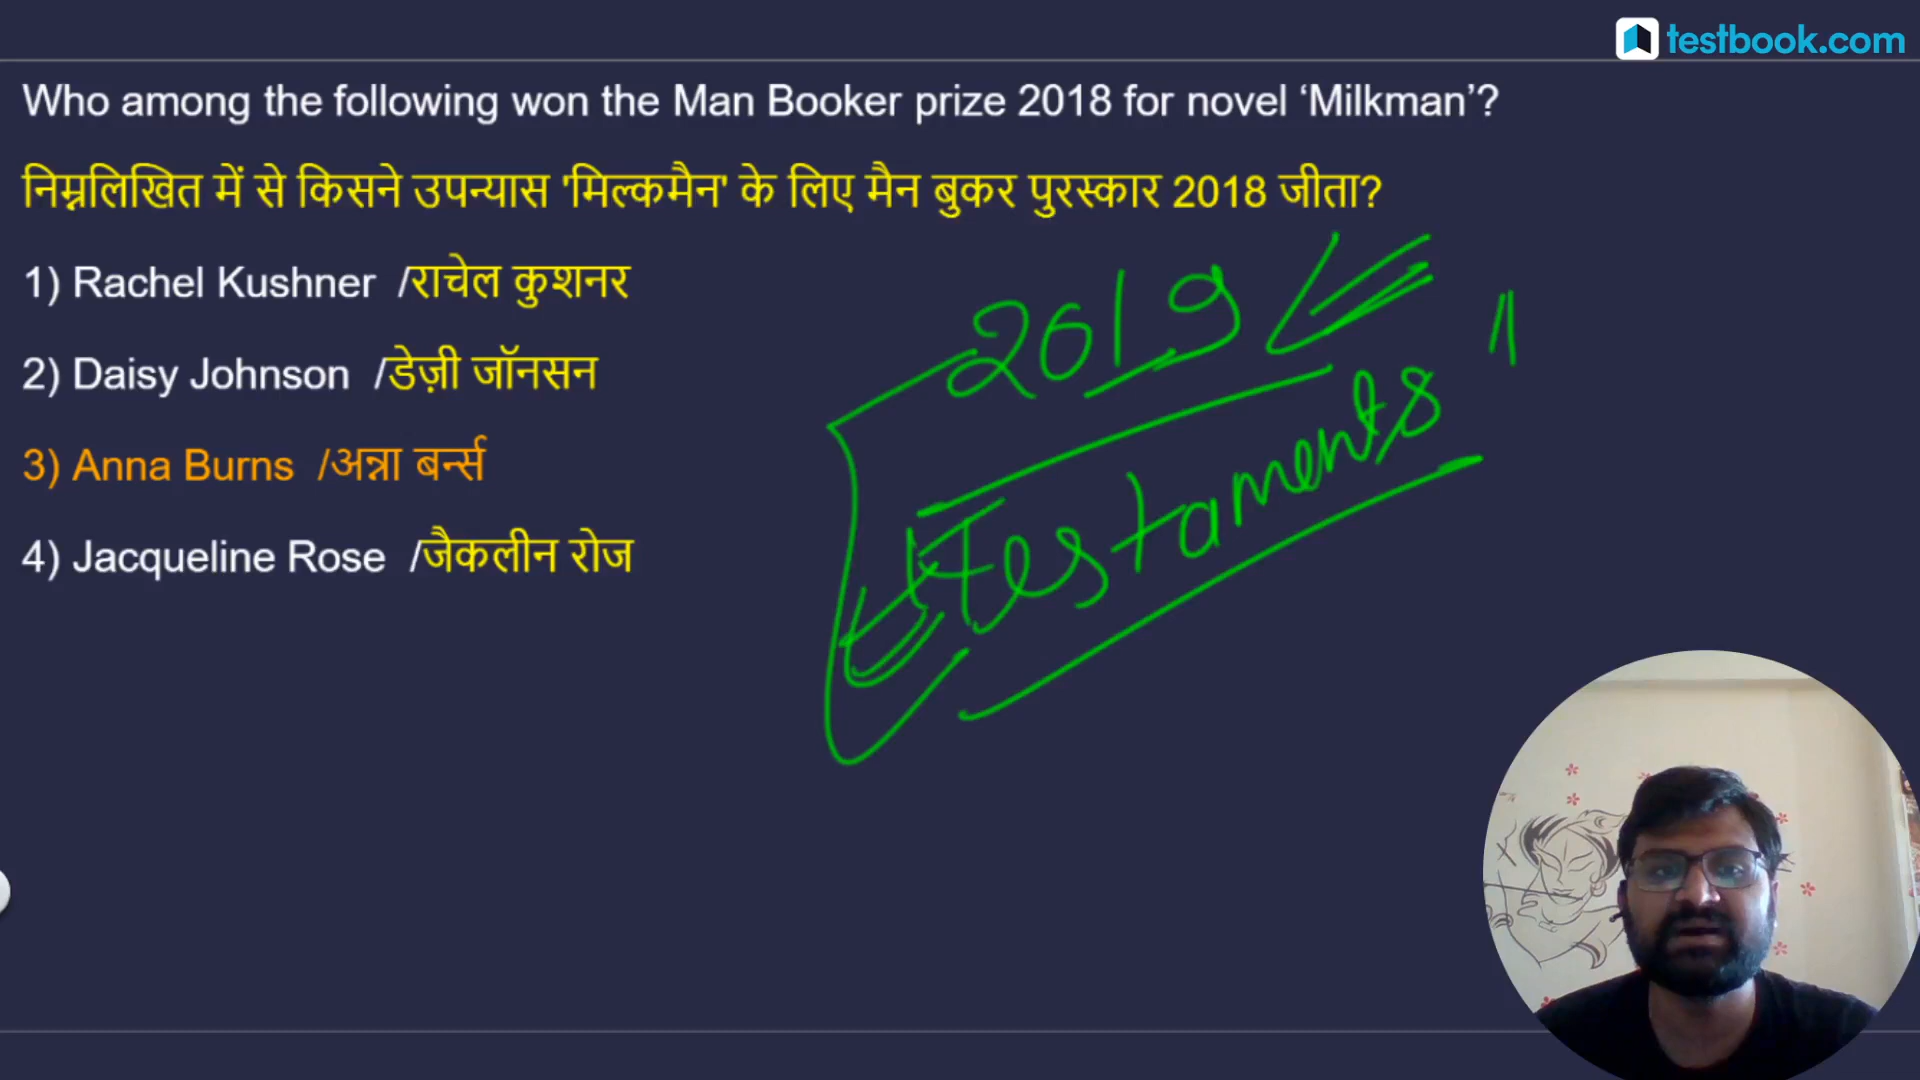 testbook.com
Who among the following won the Man Booker prize 2018 for novel ‘Milkman’?
निम्नलिखित में से किसने उपन्यास 'मिल्कमैन' के लिए मैन बुकर पुरस्कार 2018 जीता?
1) Rachel Kushner /राचेल कुशनर
2) Daisy Johnson /डेज़ी जॉनसन
3) Anna Burns /अन्ना बर्न्स
4) Jacqueline Rose /जैकलीन रोज
2019
Testaments